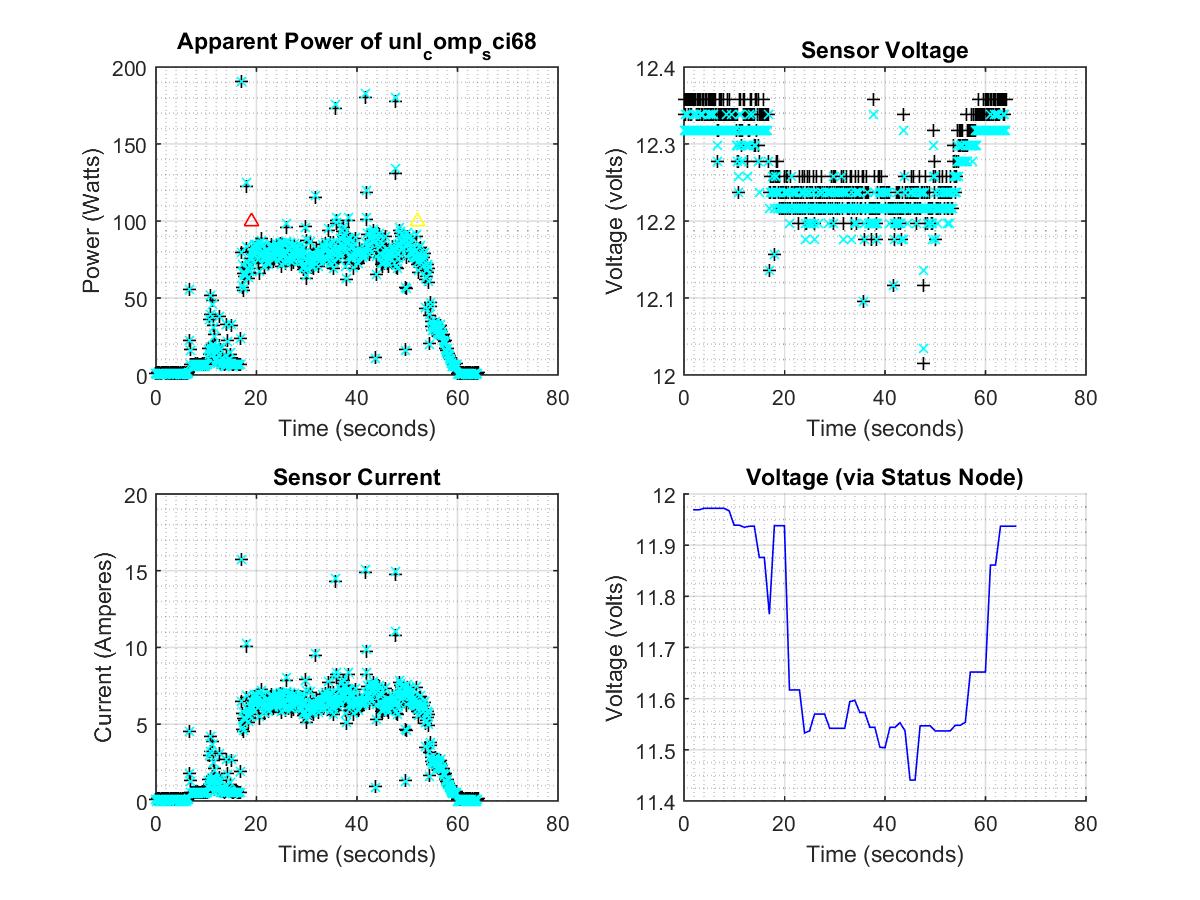 Apparent Power of unl_comp_sci68
200
150
100
50
0
Power (Watts)
0 20 40 60 80
Time (seconds)
Sensor Voltage
12.4
12.3
12.2
12.1
12
Voltage (volts)
0 20 40 60 80
Time (seconds)
Sensor Current
20
15
10
5
0
Current (Amperes)
0 20 40 60 80
Time (seconds)
Voltage (via Status Node)
12
11.9
11.8
11.7
11.6
11.5
11.4
Voltage (volts)
0 20 40 60 80
Time (seconds)